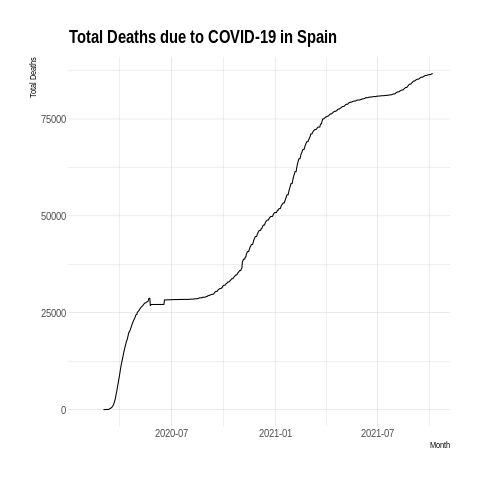 Total Deaths due to COVID-19 in Spain
Total Deaths
75000
50000
25000
0
2020-07
2021-01
2021-07
Month